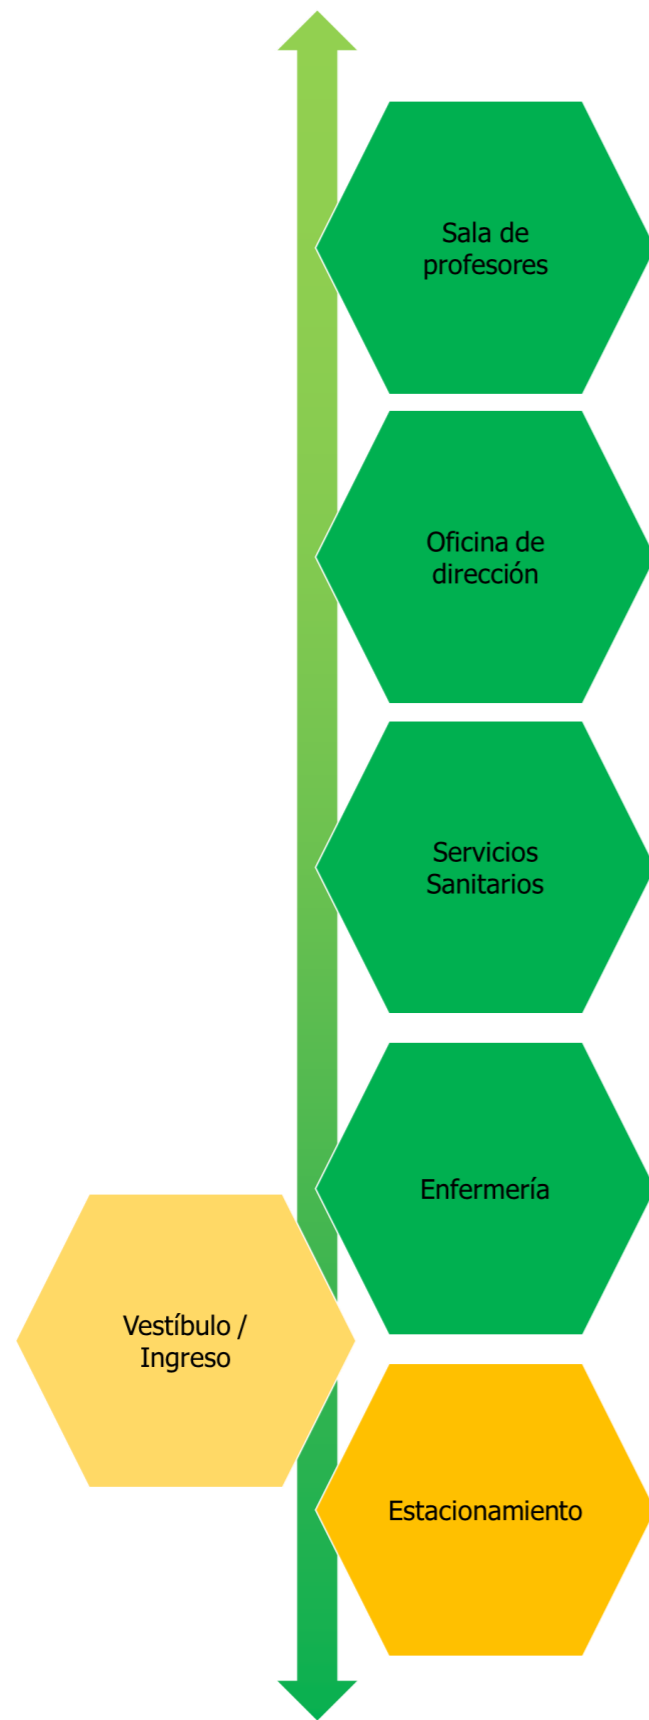 Sala de
profesores
Oficina de
dirección
Servicios
Sanitarios
Enfermería
Vestíbulo /
Ingreso
Estacionamiento